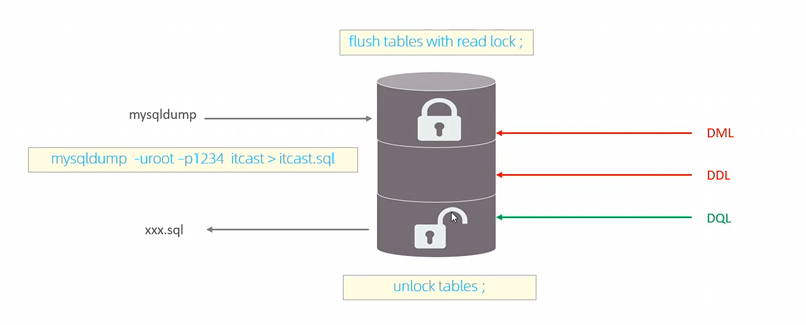 flush tables with read lock ;
mysqldump
DML
mysqldump -uroot –p1234 itcast > itcast.sql
DDL
DQL
xxx.sql
unlock tables ;